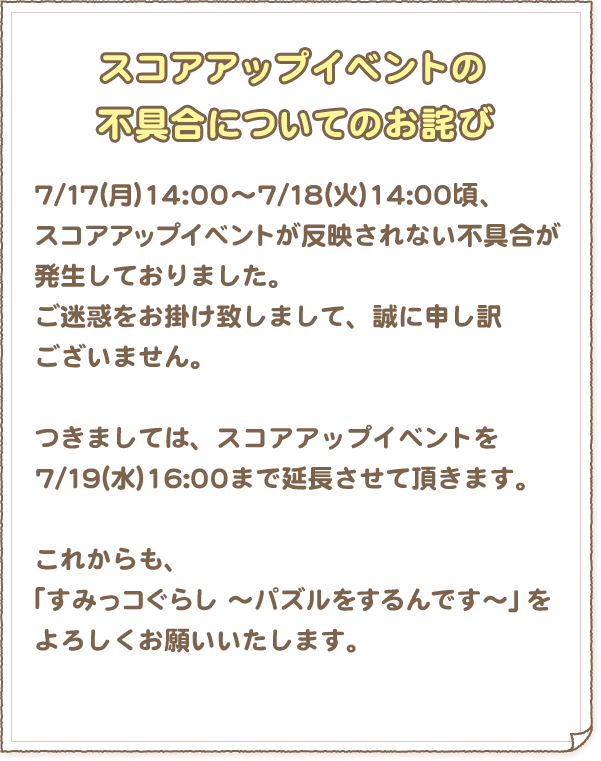 スコアアップイベントの
不具合についてのお詫び
7/17(月)14:00～7/18(火)14:00頃、
スコアアップイベントが反映されない不具合が
発生しておりました。
ご迷惑をお掛け致しまして、誠に申し訳
ございません。
つきましては、スコアアップイベントを
7/19(水)16:00まで延長させて頂きます。
これからも、
「すみっコぐらし ～パズルをするんです～」を
よろしくお願いいたします。